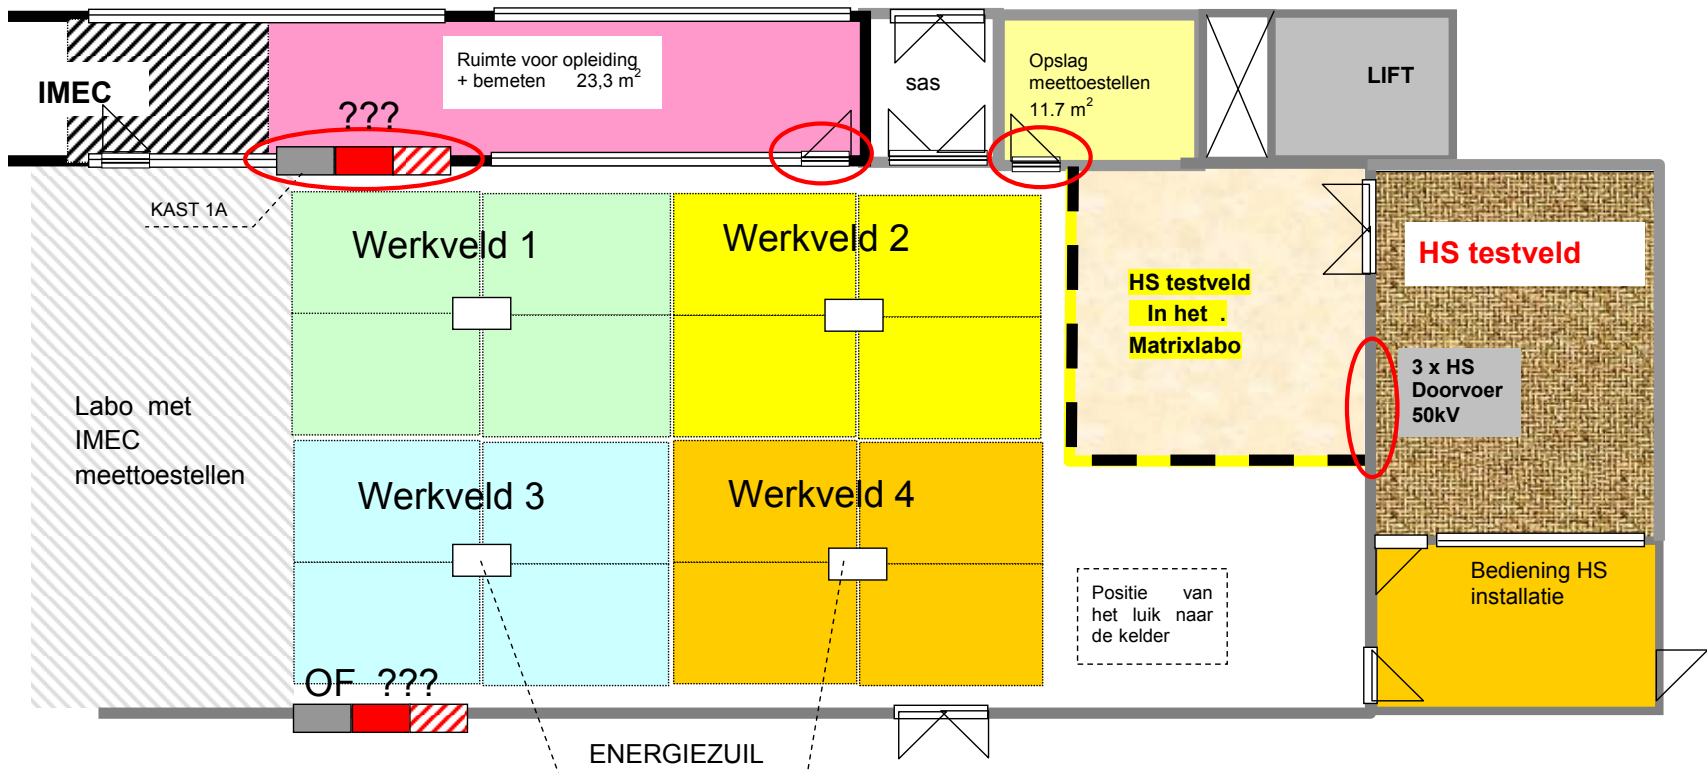 IMEC
Ruimte voor opleiding
+ bemeten 23,3 m²
sas
Opslag
meettoestellen
11.7 m²
LIFT
???
KAST 1A
Werkveld 1
Werkveld 2
HS testveld
In het .
Matrixlabo
HS testveld
3 x HS
Doorvoer
50kV
Labo met
IMEC
meettoestellen
Werkveld 3
Werkveld 4
Positie van
het luik naar
de kelder
Bediening HS
installatie
OF ???
ENERGIEZUIL